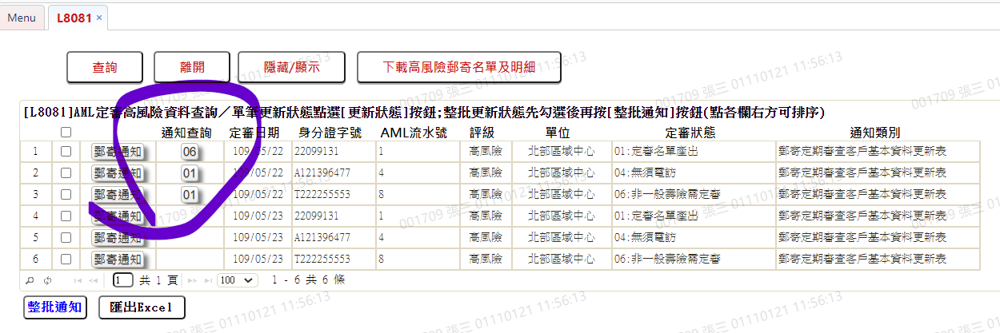 Menu L8081 ×
查詢 離開 隱藏/顯示 下載高風險郵寄名單及明細
[L8081]AML定審高風險資料查詢／單筆更新狀態點選[更新狀態]按鈕;整批更新狀態先勾選後再按[整批通知]按鈕(點各欄右方可排序)
通知查詢 定審日期 身分證字號 AML流水號 評級 單位 定審狀態 通知類別
1 郵寄通知 06 109/05/22 22099131 1 高風險 北部區域中心 01:定審名單產出 郵寄定期審查客戶基本資料更新表
2 郵寄通知 01 109/05/22 A121396477 4 高風險 北部區域中心 04:無須電訪 郵寄定期審查客戶基本資料更新表
3 郵寄通知 01 109/05/22 T222255553 8 高風險 北部區域中心 06:非一般壽險需定審 郵寄定期審查客戶基本資料更新表
4 郵寄通知 109/05/23 22099131 1 高風險 北部區域中心 01:定審名單產出 郵寄定期審查客戶基本資料更新表
5 郵寄通知 109/05/23 A121396477 4 高風險 北部區域中心 04:無須電訪 郵寄定期審查客戶基本資料更新表
6 郵寄通知 109/05/23 T222255553 8 高風險 北部區域中心 06:非一般壽險需定審 郵寄定期審查客戶基本資料更新表
1 共 1 頁 100 1 - 6 共 6 條
整批通知 匯出Excel
001709 張三 01110121 11:56:13